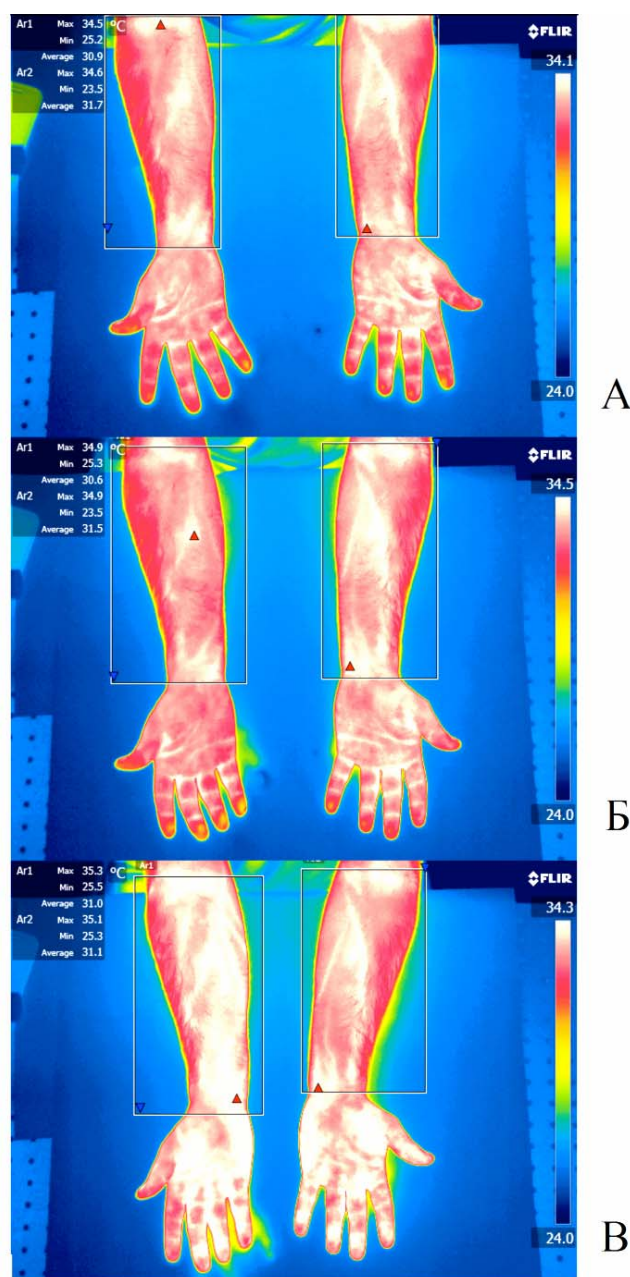 Ar1 Max 34.5 °C
Min 25.2
Average 30.9
Ar2 Max 34.6
Min 23.5
Average 31.7
FLIR
34.1
24.0
А
Ar1 Max 34.9 °C
Min 25.3
Average 30.6
Ar2 Max 34.9
Min 23.5
Average 31.5
FLIR
34.5
24.0
Б
Ar1 Max 35.3 °C
Min 25.5
Average 31.0
Ar2 Max 35.1
Min 25.3
Average 31.1
Ar1
FLIR
34.3
24.0
В